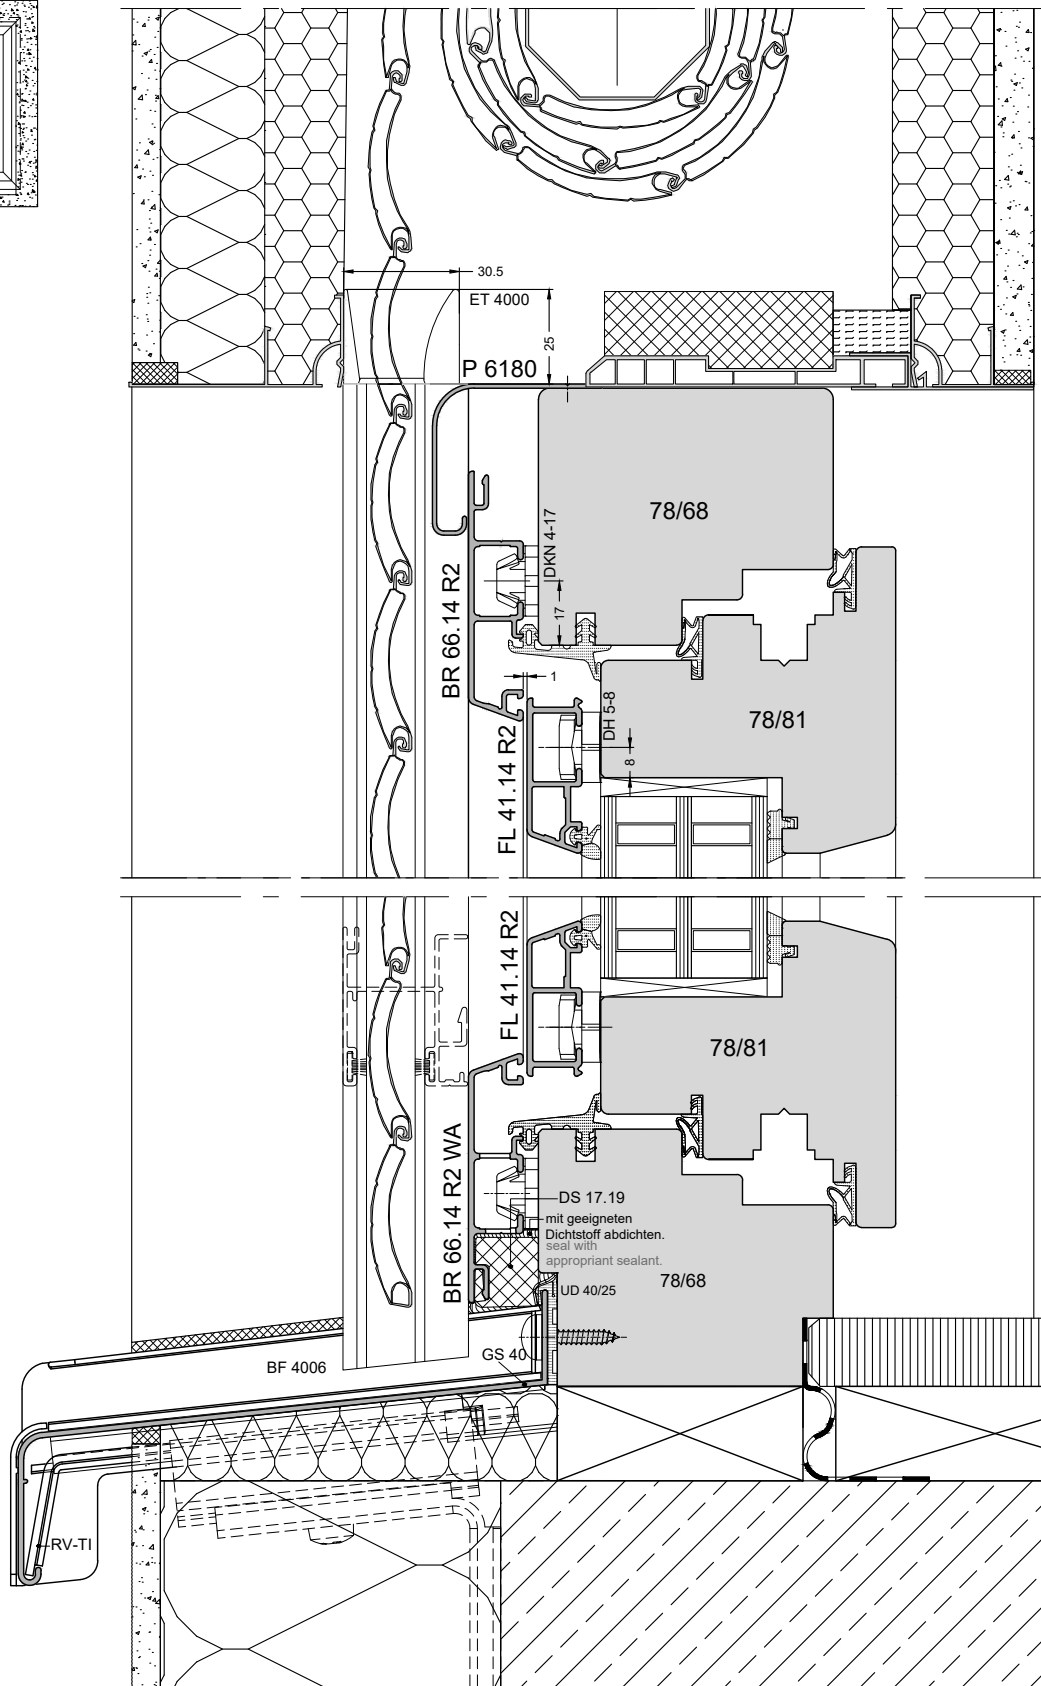 30.5
ET 4000
25
P 6180
78/68
DKN 4-17
17
BR 66.14 R2
1
DH 5-8
8
78/81
FL 41.14 R2
FL 41.14 R2
78/81
BR 66.14 R2 WA
DS 17.19
mit geeigneten
Dichtstoff abdichten.
seal with
appropriant sealant.
78/68
UD 40/25
GS 40
BF 4006
RV-TI